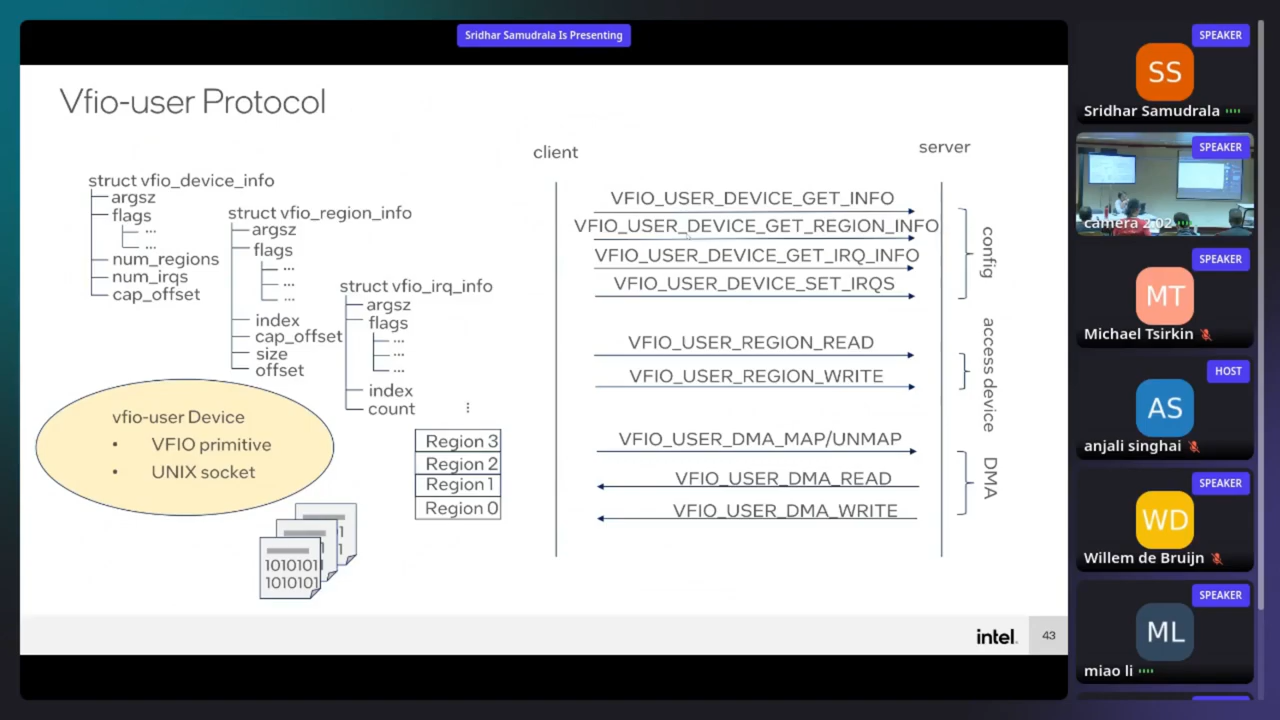 Sridhar Samudrala Is Presenting
Vfio-user Protocol
struct vfio_device_info
argsz
flags
...
...
num_regions
num_irqs
cap_offset
struct vfio_region_info
argsz
flags
...
...
...
index
cap_offset
size
offset
struct vfio_irq_info
argsz
flags
...
...
...
index
count
vfio-user Device
• VFIO primitive
• UNIX socket
1010101
1010101
⋮
Region 3
Region 2
Region 1
Region 0
client
server
VFIO_USER_DEVICE_GET_INFO
VFIO_USER_DEVICE_GET_REGION_INFO
VFIO_USER_DEVICE_GET_IRQ_INFO
VFIO_USER_DEVICE_SET_IRQS
config
VFIO_USER_REGION_READ
VFIO_USER_REGION_WRITE
access device
VFIO_USER_DMA_MAP/UNMAP
VFIO_USER_DMA_READ
VFIO_USER_DMA_WRITE
DMA
intel.
43
SPEAKER
SS
Sridhar Samudrala
SPEAKER
camera 2.02
SPEAKER
MT
Michael Tsirkin
HOST
AS
anjali singhai
SPEAKER
WD
Willem de Bruijn
SPEAKER
ML
miao li